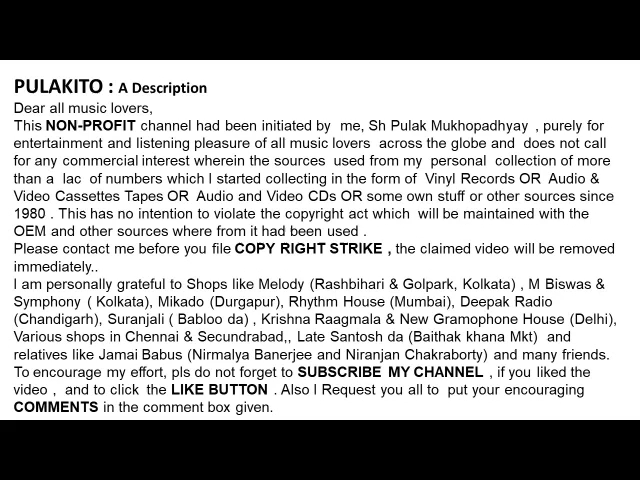 PULAKITO : A Description
Dear all music lovers,
This NON-PROFIT channel had been initiated by me, Sh Pulak Mukhopadhyay , purely for
entertainment and listening pleasure of all music lovers across the globe and does not call
for any commercial interest wherein the sources used from my personal collection of more
than a lac of numbers which I started collecting in the form of Vinyl Records OR Audio &
Video Cassettes Tapes OR Audio and Video CDs OR some own stuff or other sources since
1980 . This has no intention to violate the copyright act which will be maintained with the
OEM and other sources where from it had been used .
Please contact me before you file COPY RIGHT STRIKE , the claimed video will be removed
immediately..
I am personally grateful to Shops like Melody (Rashbihari & Golpark, Kolkata) , M Biswas &
Symphony ( Kolkata), Mikado (Durgapur), Rhythm House (Mumbai), Deepak Radio
(Chandigarh), Suranjali ( Babloo da) , Krishna Raagmala & New Gramophone House (Delhi),
Various shops in Chennai & Secundrabad,, Late Santosh da (Baithak khana Mkt) and
relatives like Jamai Babus (Nirmalya Banerjee and Niranjan Chakraborty) and many friends.
To encourage my effort, pls do not forget to SUBSCRIBE MY CHANNEL , if you liked the
video , and to click the LIKE BUTTON . Also I Request you all to put your encouraging
COMMENTS in the comment box given.